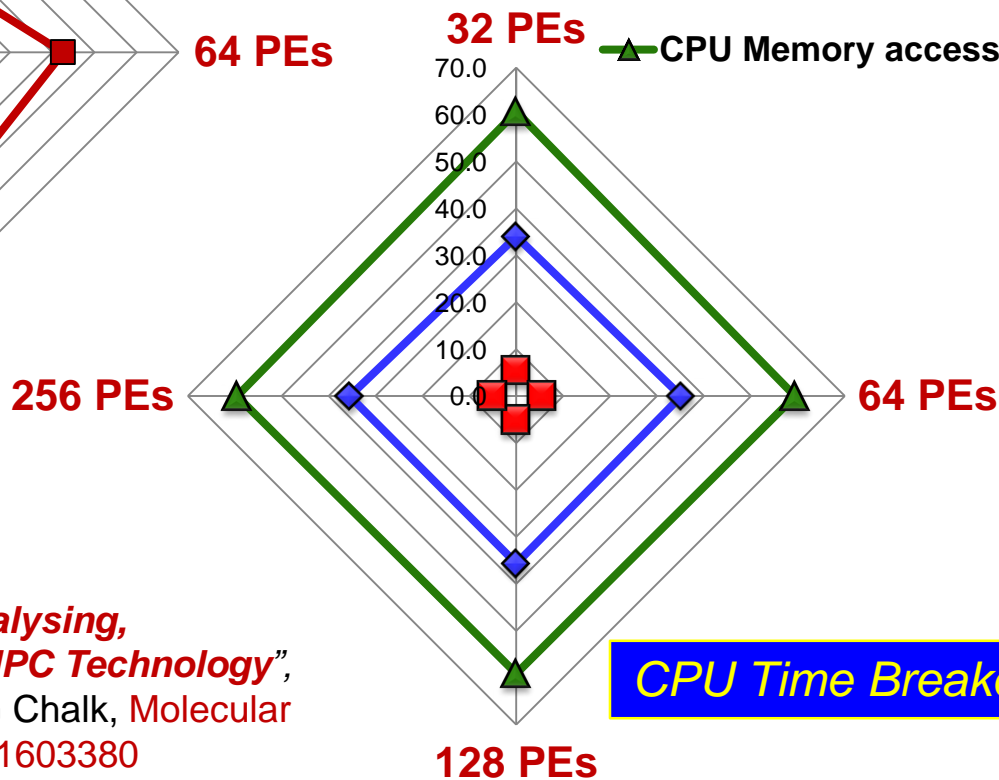 64 PEs
32 PEs
CPU Memory access
70.0
60.0
50.0
40.0
30.0
20.0
10.0
0.0
256 PEs
64 PEs
128 PEs
alysing,
HPC Technology”,
Chalk, Molecular
1603380
CPU Time Break